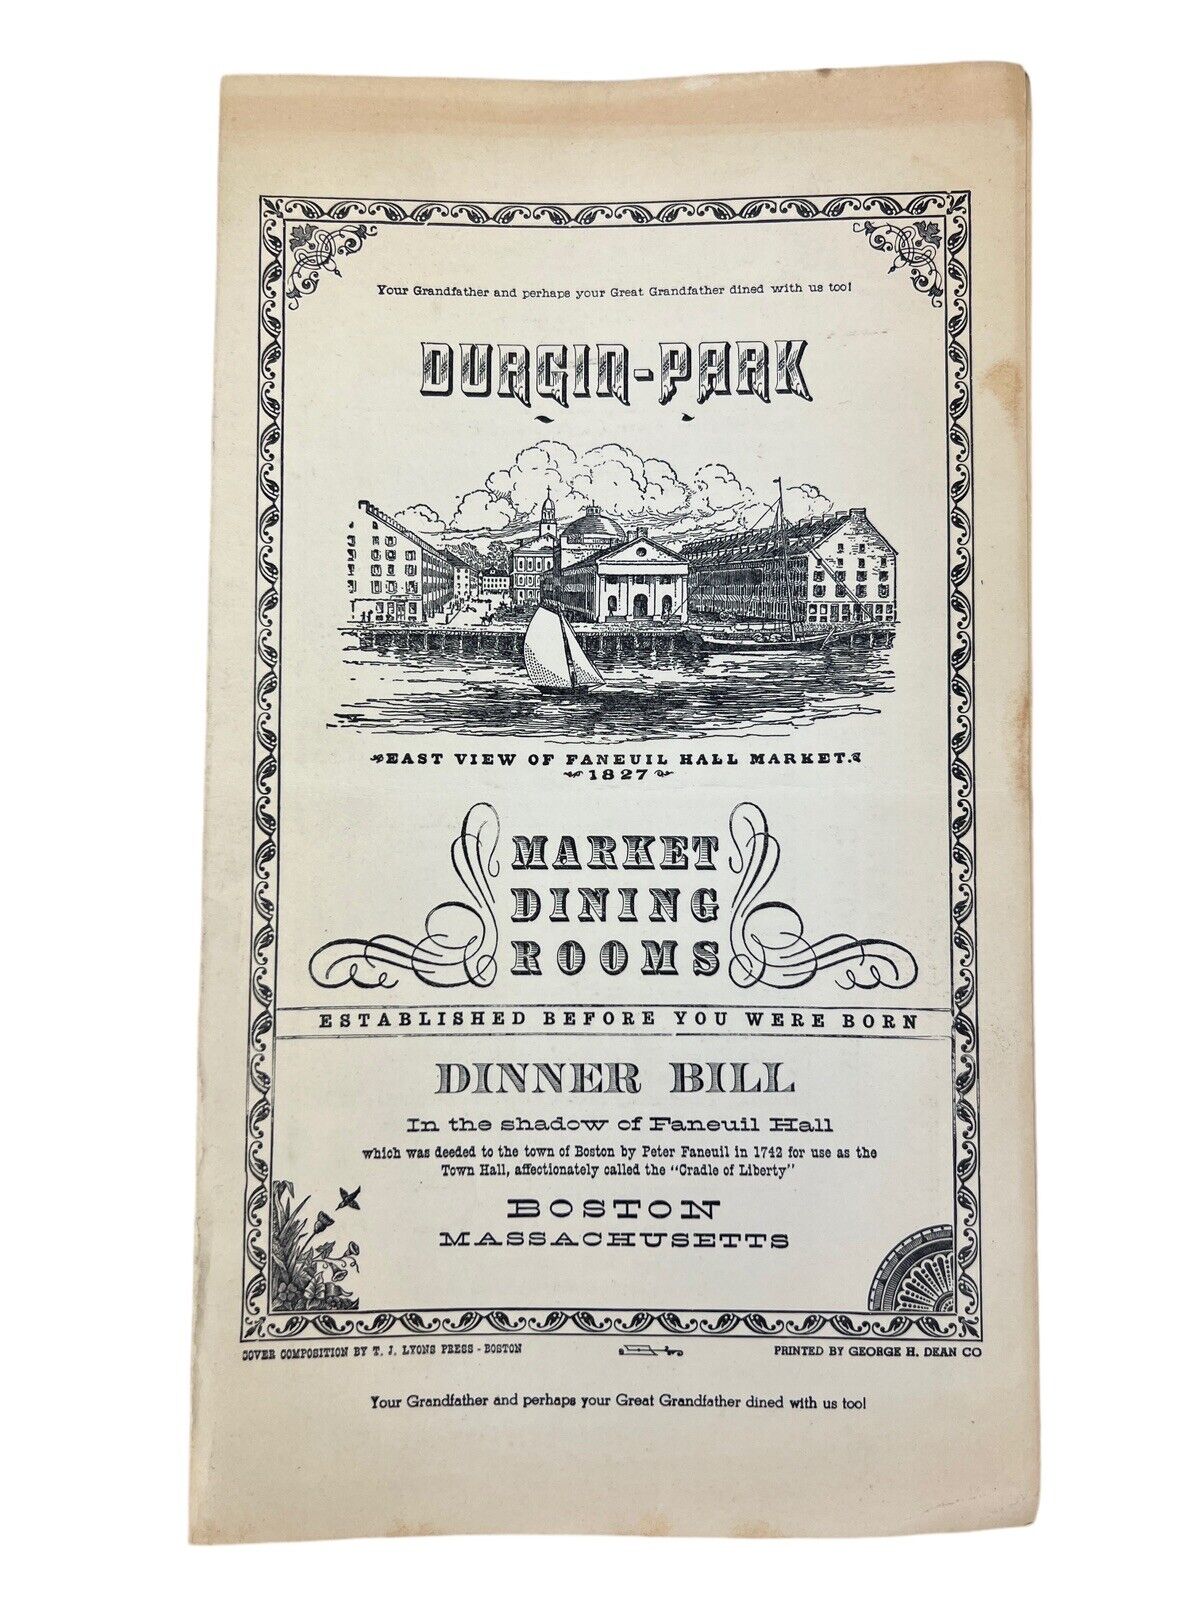 Your Grandfather and perhaps your Great Grandfather dined with us too!
DURGIN-PARK
EAST VIEW OF FANEUIL HALL MARKET.
1827
MARKET
DINING
ROOMS
ESTABLISHED BEFORE YOU WERE BORN
DINNER BILL
In the shadow of Faneuil Hall
which was deeded to the town of Boston by Peter Faneuil in 1742 for use as the
Town Hall, affectionately called the "Cradle of Liberty"
BOSTON
MASSACHUSETTS
COVER COMPOSITION BY T. J. LYONS PRESS - BOSTON
PRINTED BY GEORGE H. DEAN CO
Your Grandfather and perhaps your Great Grandfather dined with us too!